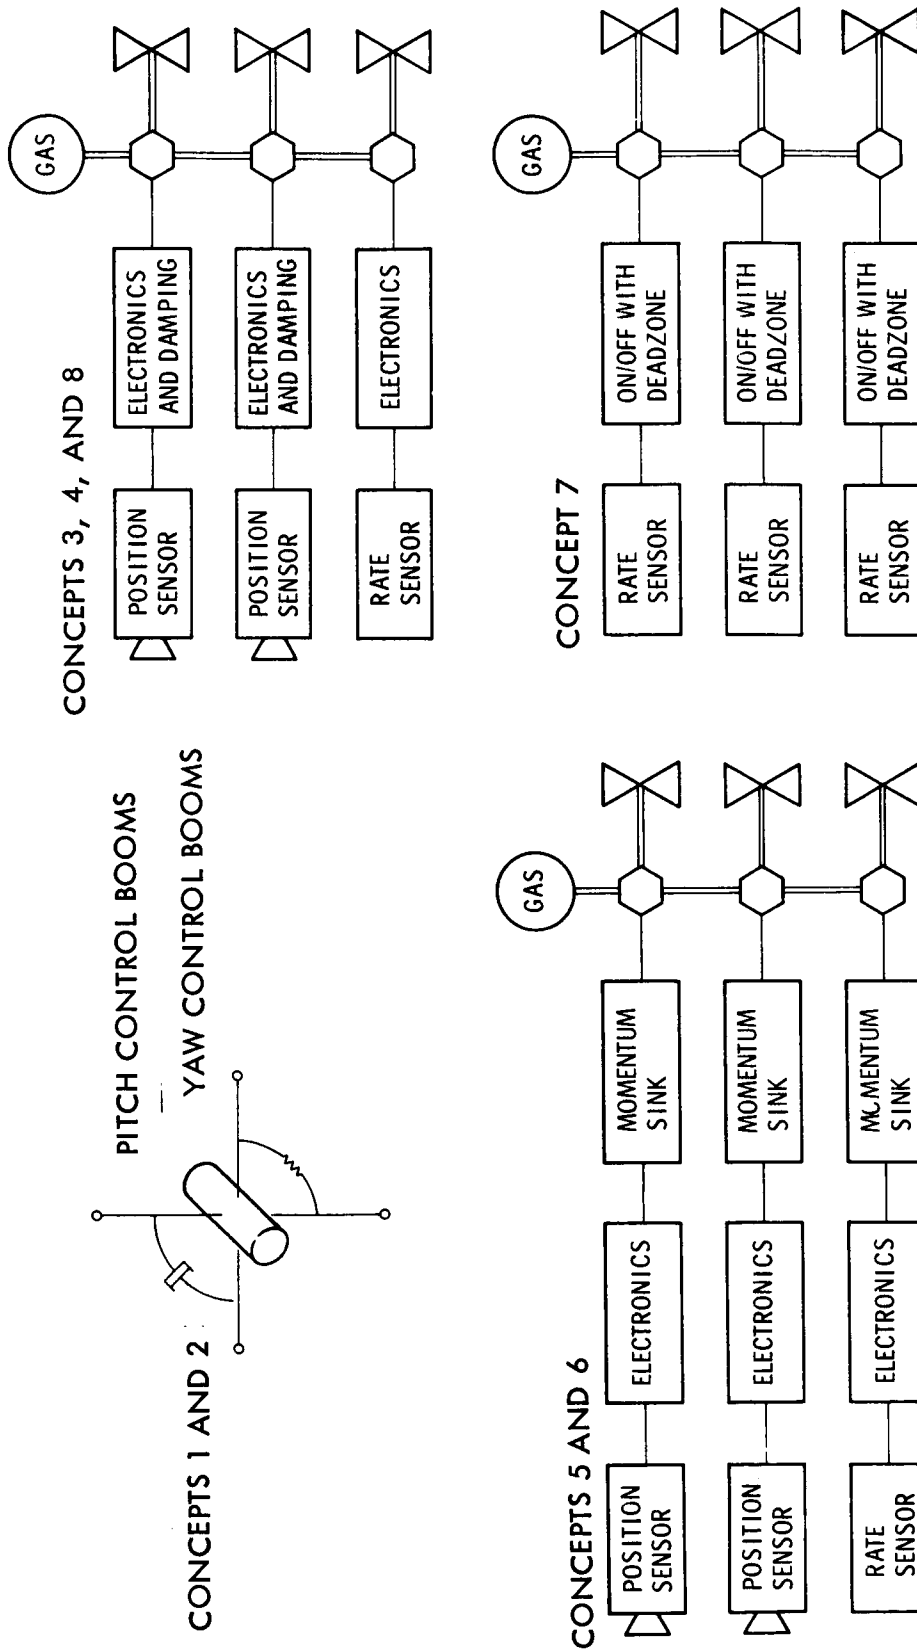 CONCEPTS 1 AND 2
PITCH CONTROL BOOMS
YAW CONTROL BOOMS
CONCEPTS 3, 4, AND 8
GAS
POSITION
SENSOR
ELECTRONICS
AND DAMPING
POSITION
SENSOR
ELECTRONICS
AND DAMPING
RATE
SENSOR
ELECTRONICS
CONCEPTS 5 AND 6
GAS
POSITION
SENSOR
ELECTRONICS
MOMENTUM
SINK
POSITION
SENSOR
ELECTRONICS
MOMENTUM
SINK
RATE
SENSOR
ELECTRONICS
MOMENTUM
SINK
CONCEPT 7
GAS
RATE
SENSOR
ON/OFF WITH
DEADZONE
RATE
SENSOR
ON/OFF WITH
DEADZONE
RATE
SENSOR
ON/OFF WITH
DEADZONE